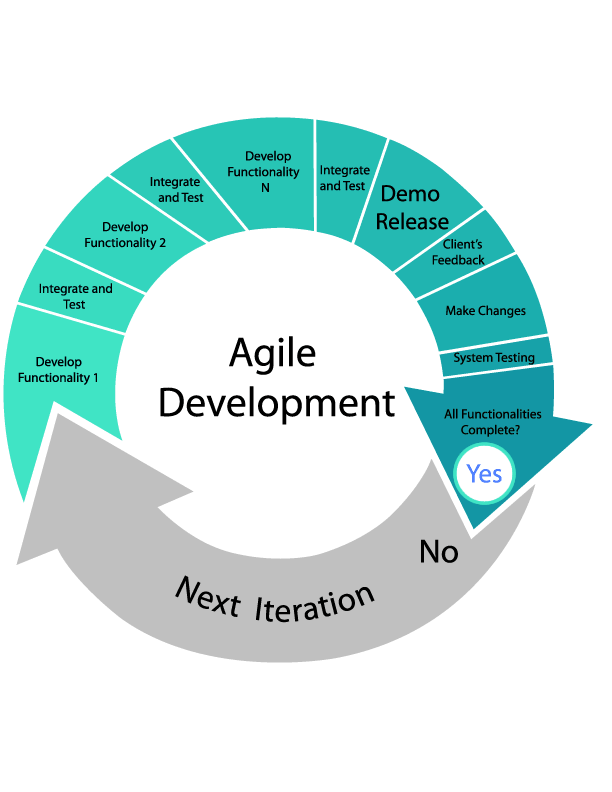 Agile
Development
Develop
Functionality 1
Integrate and
Test
Develop
Functionality 2
Integrate
and Test
Develop
Functionality
N
Integrate
and Test
Demo
Release
Client's
Feedback
Make Changes
System Testing
All Functionalities
Complete?
Yes
No
Next Iteration